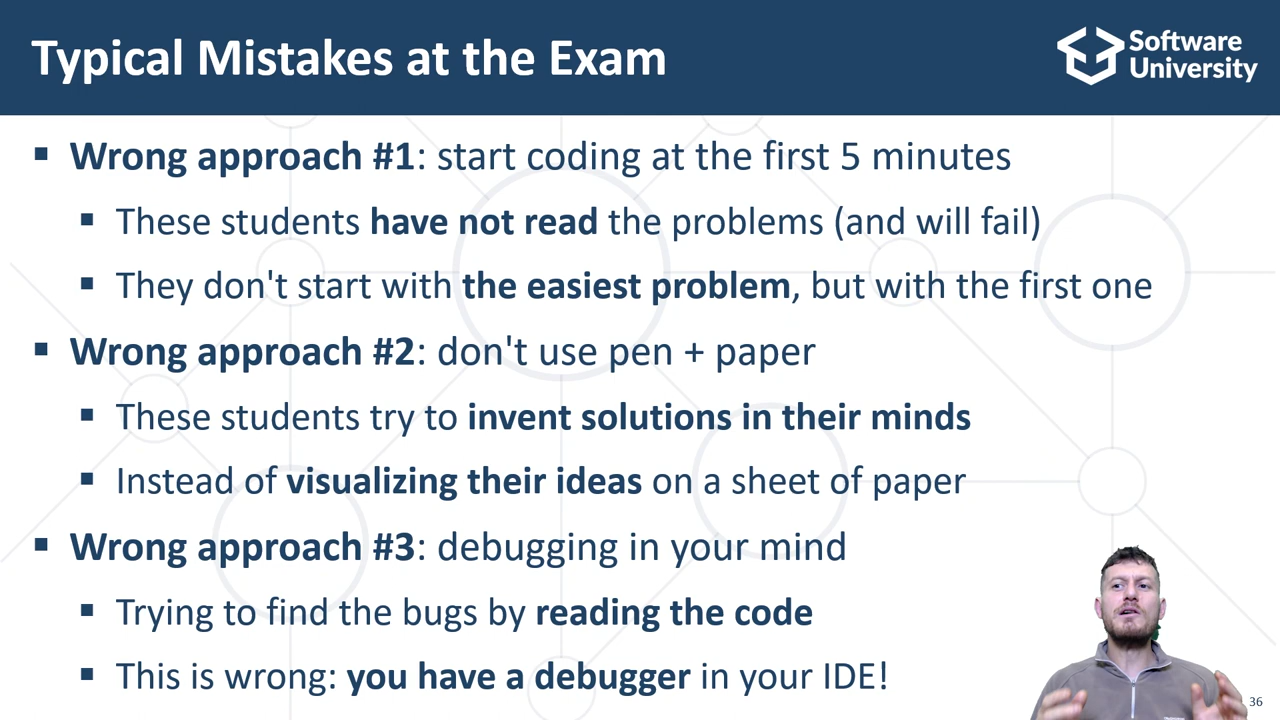 Typical Mistakes at the Exam
Software
University
▪ Wrong approach #1: start coding at the first 5 minutes
▪ These students have not read the problems (and will fail)
▪ They don't start with the easiest problem, but with the first one
▪ Wrong approach #2: don't use pen + paper
▪ These students try to invent solutions in their minds
▪ Instead of visualizing their ideas on a sheet of paper
▪ Wrong approach #3: debugging in your mind
▪ Trying to find the bugs by reading the code
▪ This is wrong: you have a debugger in your IDE!
36